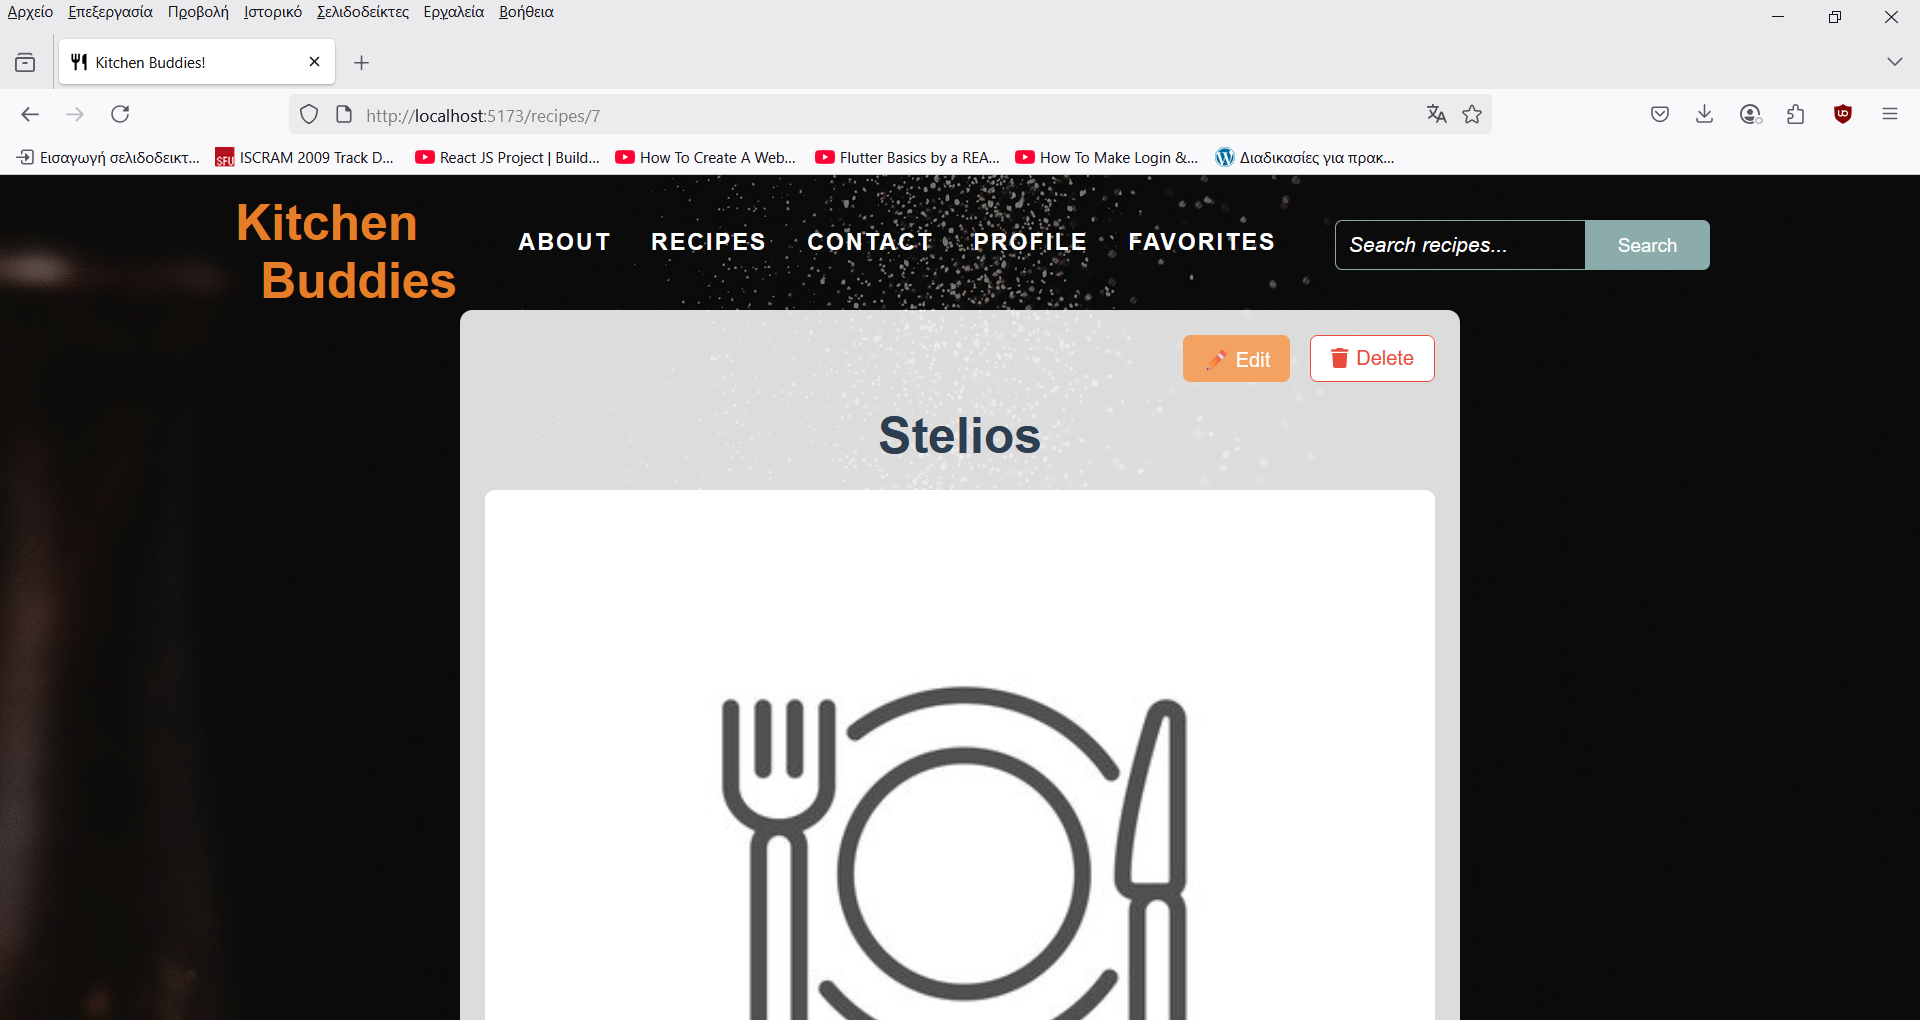 Αρχείο Επεξεργασία Προβολή Ιστορικό Σελιδοδείκτες Εργαλεία Βοήθεια
Kitchen Buddies!
http://localhost:5173/recipes/7
Εισαγωγή σελιδοδεικτ... SFU ISCRAM 2009 Track D... React JS Project | Build... How To Create A Web... Flutter Basics by a REA... How To Make Login &... Διαδικασίες για πρακ...
Kitchen
Buddies
ABOUT RECIPES CONTACT PROFILE FAVORITES
Search recipes... Search
Edit Delete
Stelios